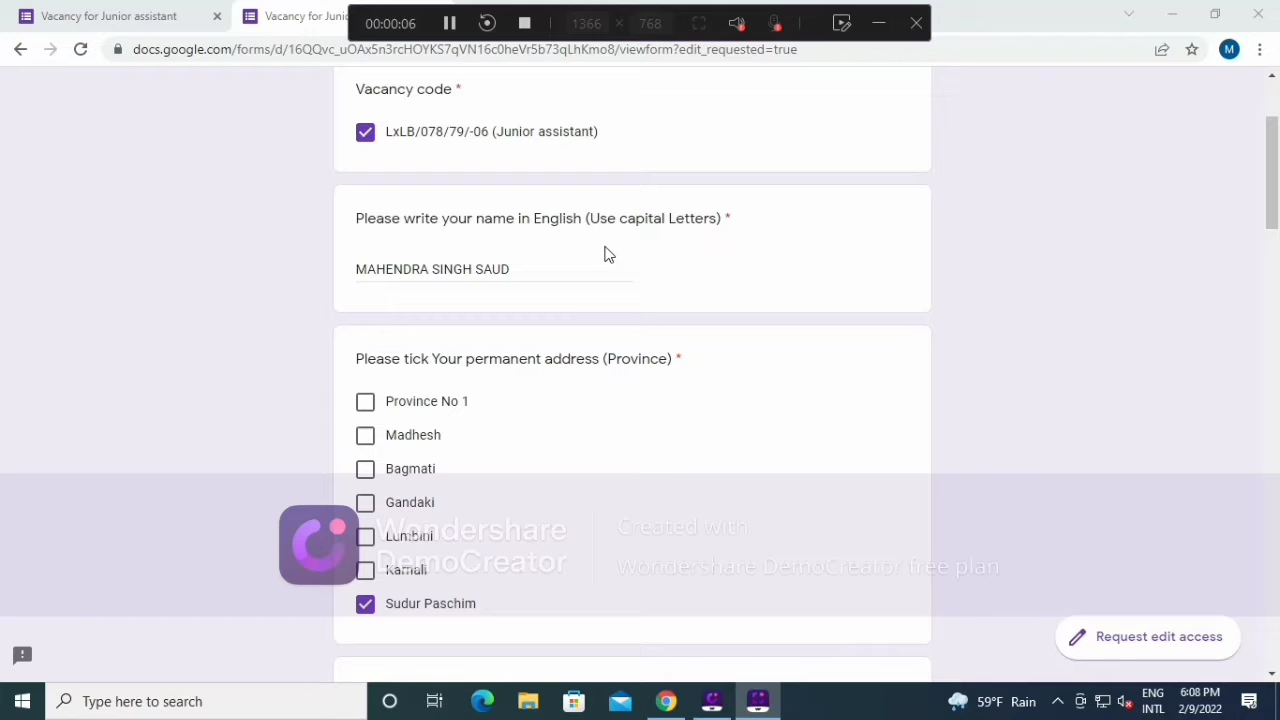 Vacancy for Junior assistant
Vacancy for Juni
00:00:06
1366 × 768
M
docs.google.com/forms/d/16QQvc_uOAx5n3rcHOYKS7qVN16c0heVr5b73qLhKmo8/viewform?edit_requested=true
Vacancy code *
LxLB/078/79/-06 (Junior assistant)
Please write your name in English (Use capital Letters) *
MAHENDRA SINGH SAUD
Please tick Your permanent address (Province) *
Province No 1
Madhesh
Bagmati
Gandaki
Lumbini
Karnali
Sudur Paschim
Wondershare
DemoCreator
Created with
Wondershare DemoCreator free plan
Request edit access
Type here to search
59°F Rain
ENG
INTL
6:08 PM
2/9/2022